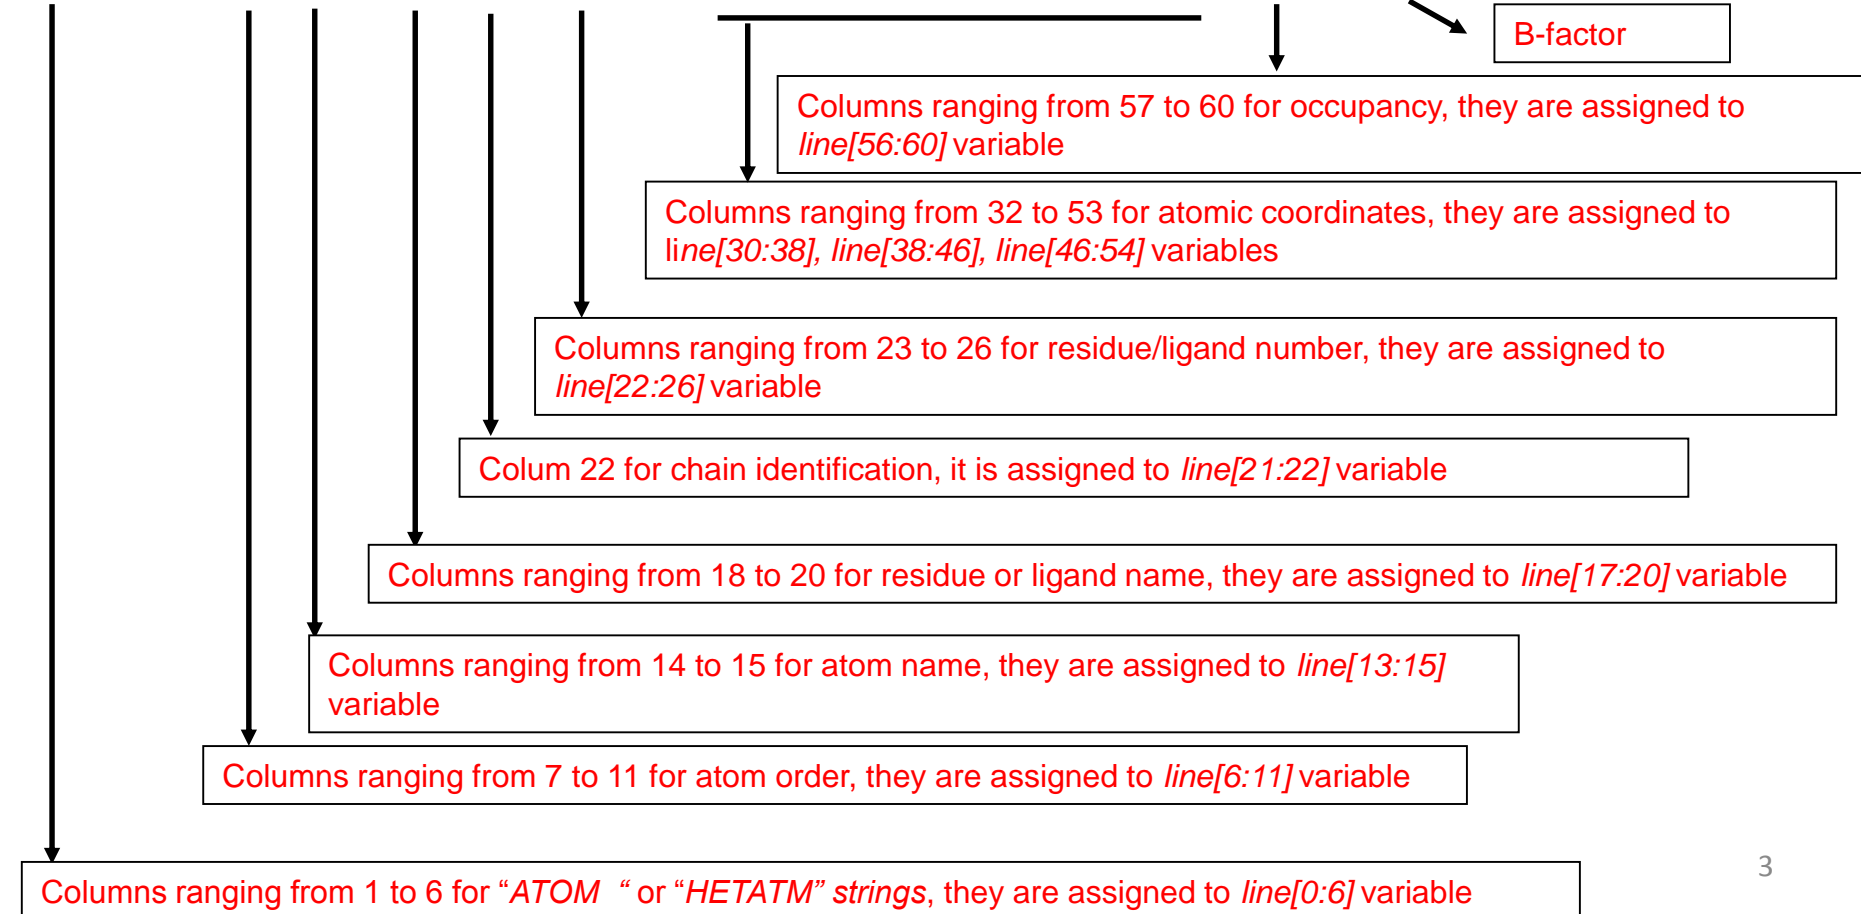 B-factor
Columns ranging from 57 to 60 for occupancy, they are assigned to
line[56:60] variable
Columns ranging from 32 to 53 for atomic coordinates, they are assigned to
line[30:38], line[38:46], line[46:54] variables
Columns ranging from 23 to 26 for residue/ligand number, they are assigned to
line[22:26] variable
Colum 22 for chain identification, it is assigned to line[21:22] variable
Columns ranging from 18 to 20 for residue or ligand name, they are assigned to line[17:20] variable
Columns ranging from 14 to 15 for atom name, they are assigned to line[13:15]
variable
Columns ranging from 7 to 11 for atom order, they are assigned to line[6:11] variable
Columns ranging from 1 to 6 for “ATOM  “ or “HETATM” strings, they are assigned to line[0:6] variable
3